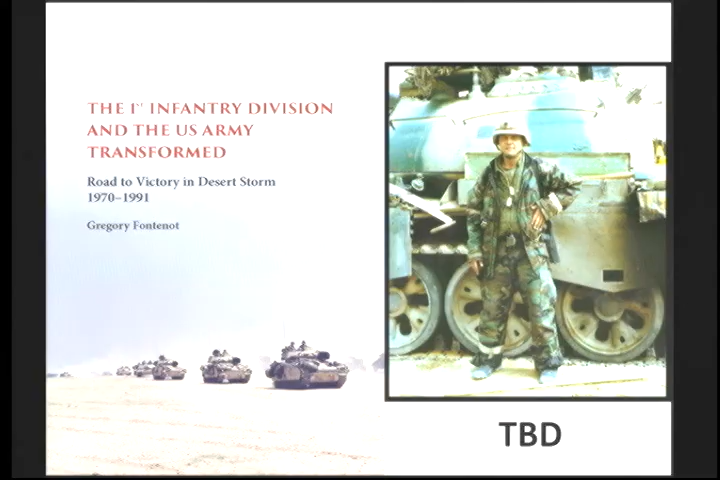 THE 1ST INFANTRY DIVISION
AND THE US ARMY
TRANSFORMED
Road to Victory in Desert Storm
1970–1991
Gregory Fontenot
TBD